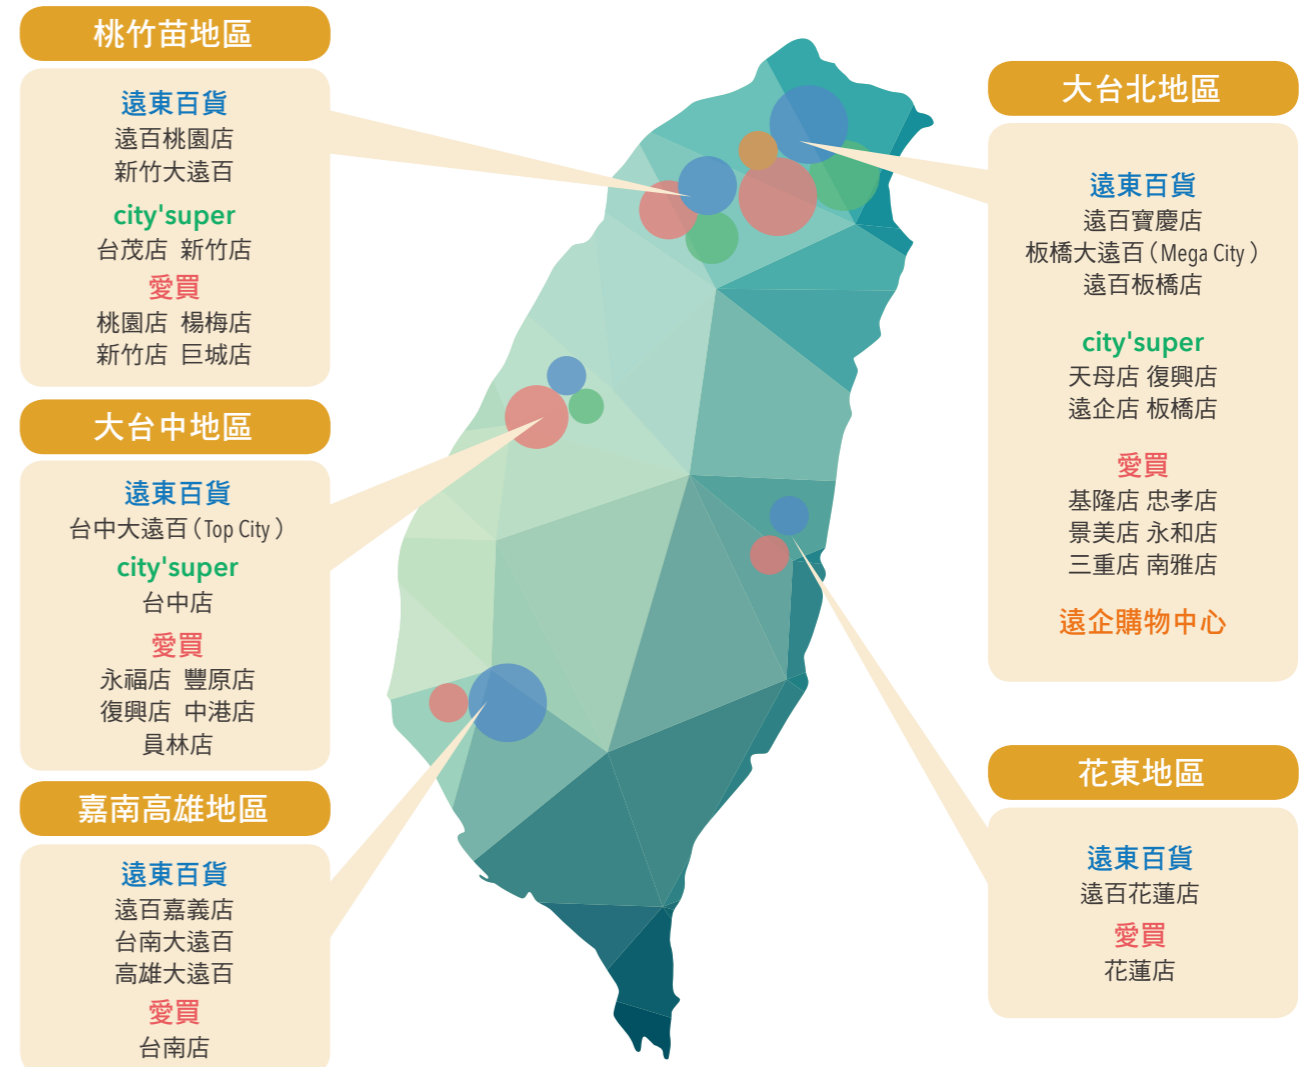 桃竹苗地區
遠東百貨
遠百桃園店
新竹大遠百
city'super
台茂店 新竹店
愛買
桃園店 楊梅店
新竹店 巨城店
大台中地區
遠東百貨
台中大遠百(Top City)
city'super
台中店
愛買
永福店 豐原店
復興店 中港店
員林店
嘉南高雄地區
遠東百貨
遠百嘉義店
台南大遠百
高雄大遠百
愛買
台南店
大台北地區
遠東百貨
遠百寶慶店
板橋大遠百(Mega City)
遠百板橋店
city'super
天母店 復興店
遠企店 板橋店
愛買
基隆店 忠孝店
景美店 永和店
三重店 南雅店
遠企購物中心
花東地區
遠東百貨
遠百花蓮店
愛買
花蓮店